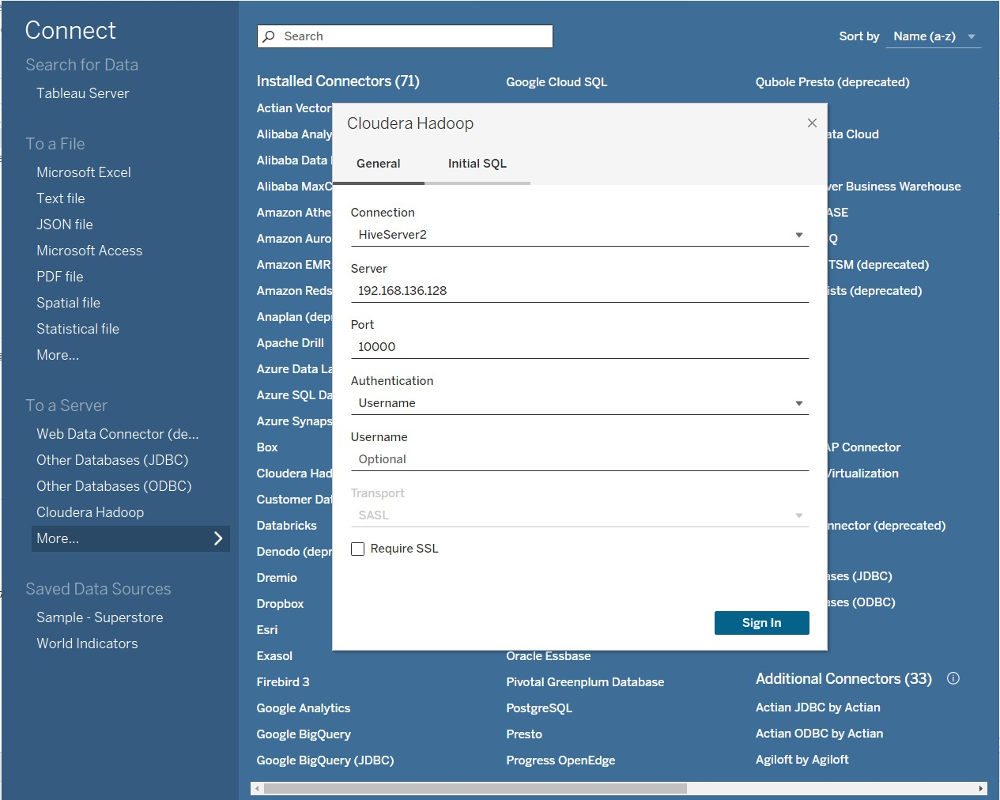 Connect
Search for Data
Tableau Server
To a File
Microsoft Excel
Text file
JSON file
Microsoft Access
PDF file
Spatial file
Statistical file
More...
To a Server
Web Data Connector (de...
Other Databases (JDBC)
Other Databases (ODBC)
Cloudera Hadoop
More...
Saved Data Sources
Sample - Superstore
World Indicators
Search
Sort by Name (a-z)
Installed Connectors (71)
Actian Vector
Alibaba Analy
Alibaba Data
Alibaba MaxC
Amazon Athe
Amazon Auro
Amazon EMR
Amazon Reds
Anaplan (dep
Apache Drill
Azure Data La
Azure SQL Da
Azure Synaps
Box
Cloudera Had
Customer Dat
Databricks
Denodo (depr
Dremio
Dropbox
Esri
Exasol
Firebird 3
Google Analytics
Google BigQuery
Google BigQuery (JDBC)
Google Cloud SQL
Cloudera Hadoop
General
Initial SQL
Connection
HiveServer2
Server
192.168.136.128
Port
10000
Authentication
Username
Username
Optional
Transport
SASL
Require SSL
Sign In
Oracle Essbase
Pivotal Greenplum Database
PostgreSQL
Presto
Progress OpenEdge
Qubole Presto (deprecated)
ata Cloud
ver Business Warehouse
ASE
IQ
TSM (deprecated)
ists (deprecated)
AP Connector
Virtualization
nnector (deprecated)
ases (JDBC)
ases (ODBC)
Additional Connectors (33)
Actian JDBC by Actian
Actian ODBC by Actian
Agiloft by Agiloft